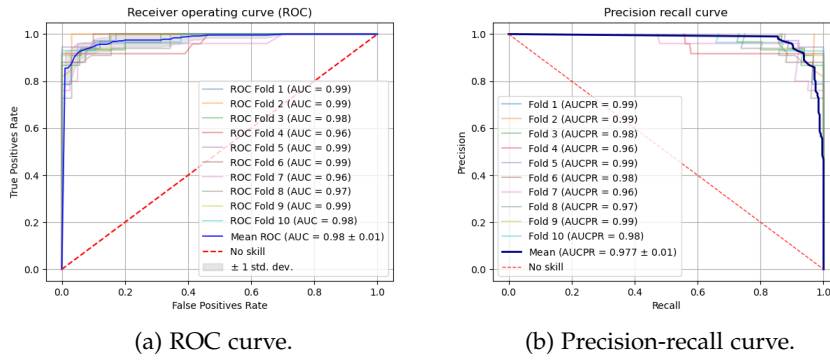 Receiver operating curve (ROC)
True Positives Rate
1.0
0.8
0.6
0.4
0.2
0.0
ROC Fold 1 (AUC = 0.99)
ROC Fold 2 (AUC = 0.99)
ROC Fold 3 (AUC = 0.98)
ROC Fold 4 (AUC = 0.96)
ROC Fold 5 (AUC = 0.99)
ROC Fold 6 (AUC = 0.99)
ROC Fold 7 (AUC = 0.96)
ROC Fold 8 (AUC = 0.97)
ROC Fold 9 (AUC = 0.99)
ROC Fold 10 (AUC = 0.98)
Mean ROC (AUC = 0.98 ± 0.01)
No skill
± 1 std. dev.
0.0 0.2 0.4 0.6 0.8 1.0
False Positives Rate
(a) ROC curve.
Precision recall curve
Precision
1.0
0.8
0.6
0.4
0.2
0.0
Fold 1 (AUCPR = 0.99)
Fold 2 (AUCPR = 0.99)
Fold 3 (AUCPR = 0.98)
Fold 4 (AUCPR = 0.96)
Fold 5 (AUCPR = 0.99)
Fold 6 (AUCPR = 0.98)
Fold 7 (AUCPR = 0.96)
Fold 8 (AUCPR = 0.97)
Fold 9 (AUCPR = 0.99)
Fold 10 (AUCPR = 0.98)
Mean (AUCPR = 0.977 ± 0.01)
No skill
0.0 0.2 0.4 0.6 0.8 1.0
Recall
(b) Precision-recall curve.